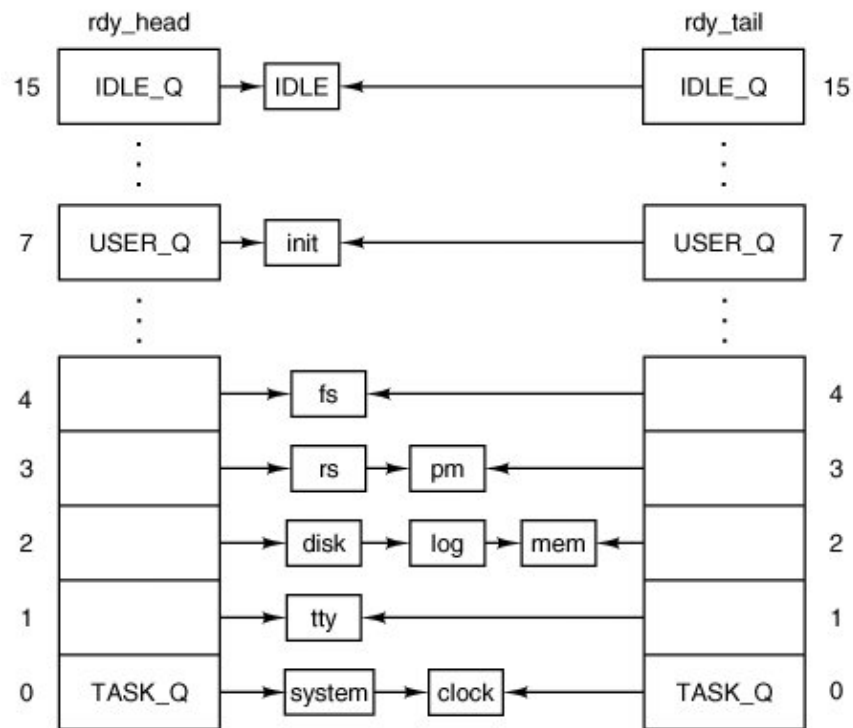 rdy_head rdy_tail
15 IDLE_Q IDLE IDLE_Q 15
7 USER_Q init USER_Q 7
4 fs 4
3 rs pm 3
2 disk log mem 2
1 tty 1
0 TASK_Q system clock TASK_Q 0